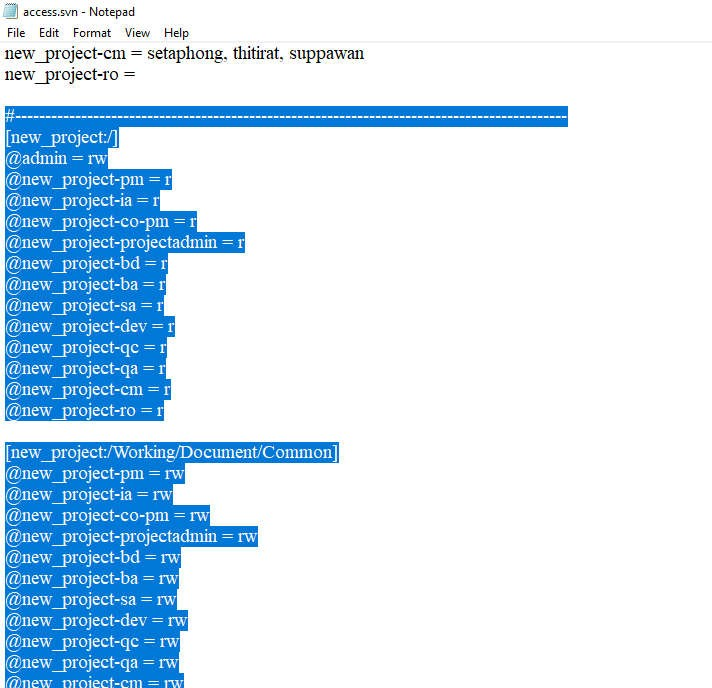 access.svn - Notepad
File Edit Format View Help
new_project-cm = setaphong, thitirat, suppawan
new_project-ro =
#--------------------------------------------------------------------------------------------
[new_project:/]
@admin = rw
@new_project-pm = r
@new_project-ia = r
@new_project-co-pm = r
@new_project-projectadmin = r
@new_project-bd = r
@new_project-ba = r
@new_project-sa = r
@new_project-dev = r
@new_project-qc = r
@new_project-qa = r
@new_project-cm = r
@new_project-ro = r
[new_project:/Working/Document/Common]
@new_project-pm = rw
@new_project-ia = rw
@new_project-co-pm = rw
@new_project-projectadmin = rw
@new_project-bd = rw
@new_project-ba = rw
@new_project-sa = rw
@new_project-dev = rw
@new_project-qc = rw
@new_project-qa = rw
@new_project-cm = rw